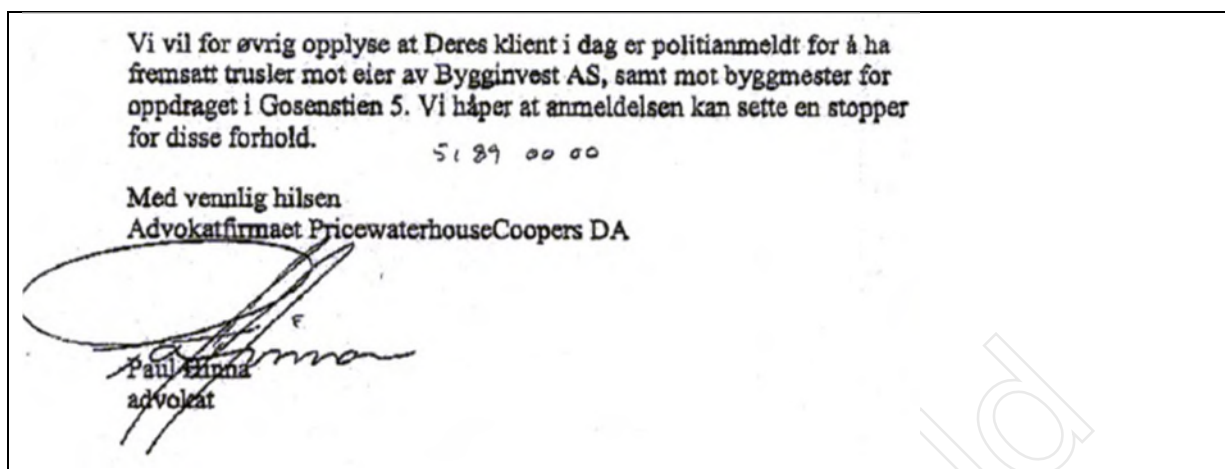 Vi vil for øvrig opplyse at Deres klient i dag er politianmeldt for å ha
fremsatt trusler mot eier av Bygginvest AS, samt mot byggmester for
oppdraget i Gosenstien 5. Vi håper at anmeldelsen kan sette en stopper
for disse forhold.
51 89 00 00
Med vennlig hilsen
Advokatfirmaet PricewaterhouseCoopers DA
F.
Paul Hinna
advokat